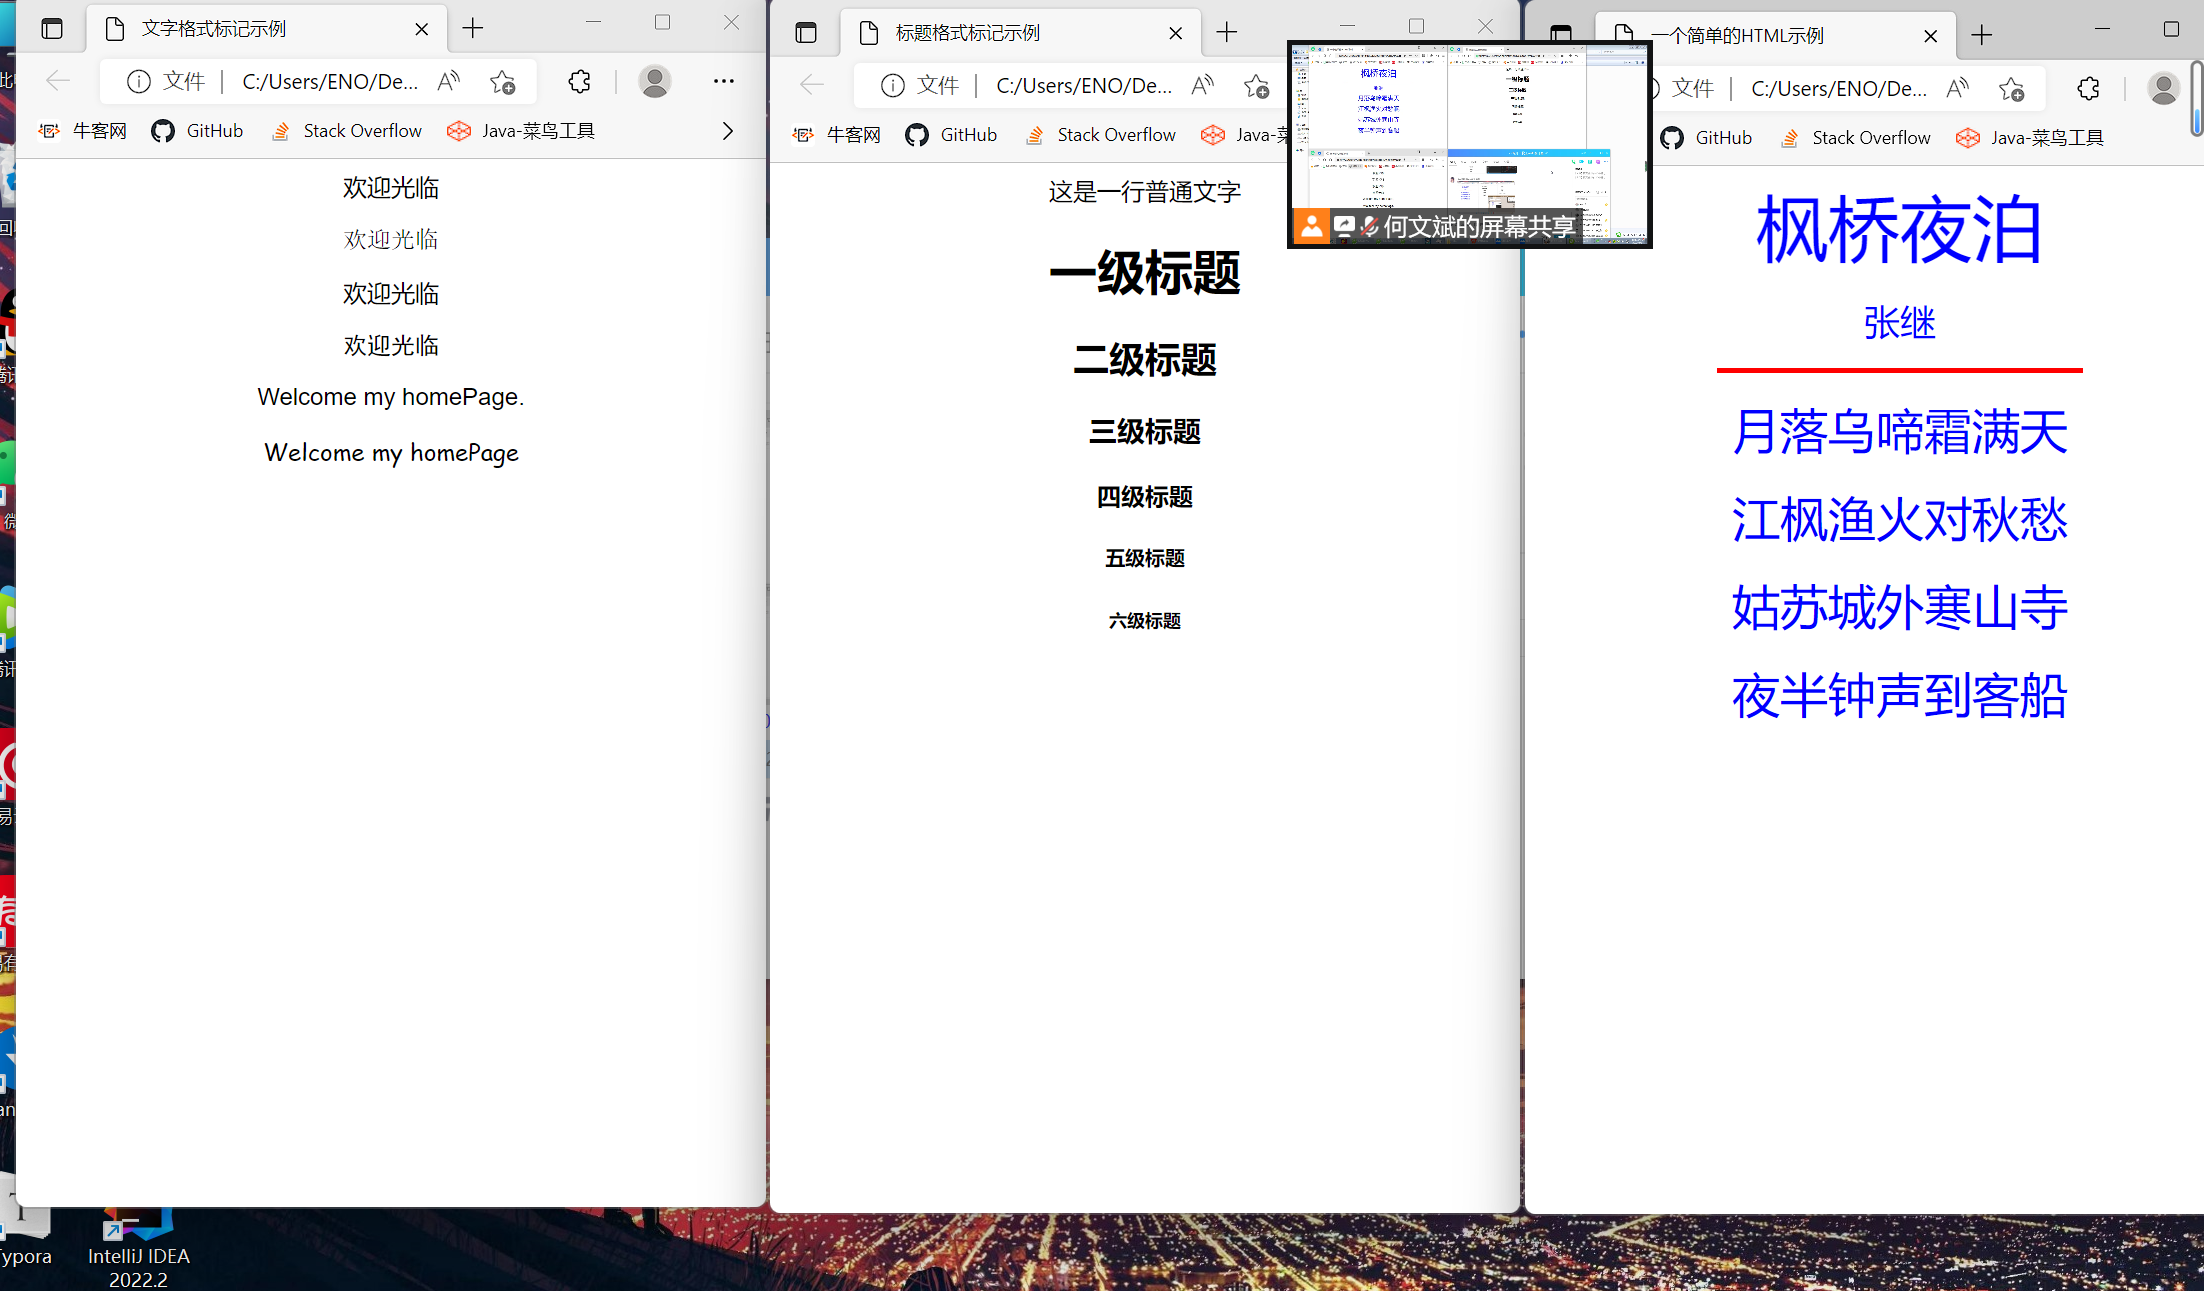 文字格式标记示例
文件 C:/Users/ENO/De...
牛客网 GitHub Stack Overflow Java-菜鸟工具
欢迎光临
欢迎光临
欢迎光临
欢迎光临
Welcome my homePage.
Welcome my homePage
标题格式标记示例
文件 C:/Users/ENO/De...
牛客网 GitHub Stack Overflow
这是一行普通文字
一级标题
二级标题
三级标题
四级标题
五级标题
六级标题
何文斌的屏幕共享
一个简单的HTML示例
文件 C:/Users/ENO/De...
GitHub Stack Overflow Java-菜鸟工具
枫桥夜泊
张继
月落乌啼霜满天
江枫渔火对秋愁
姑苏城外寒山寺
夜半钟声到客船
IntelliJ IDEA
2022.2